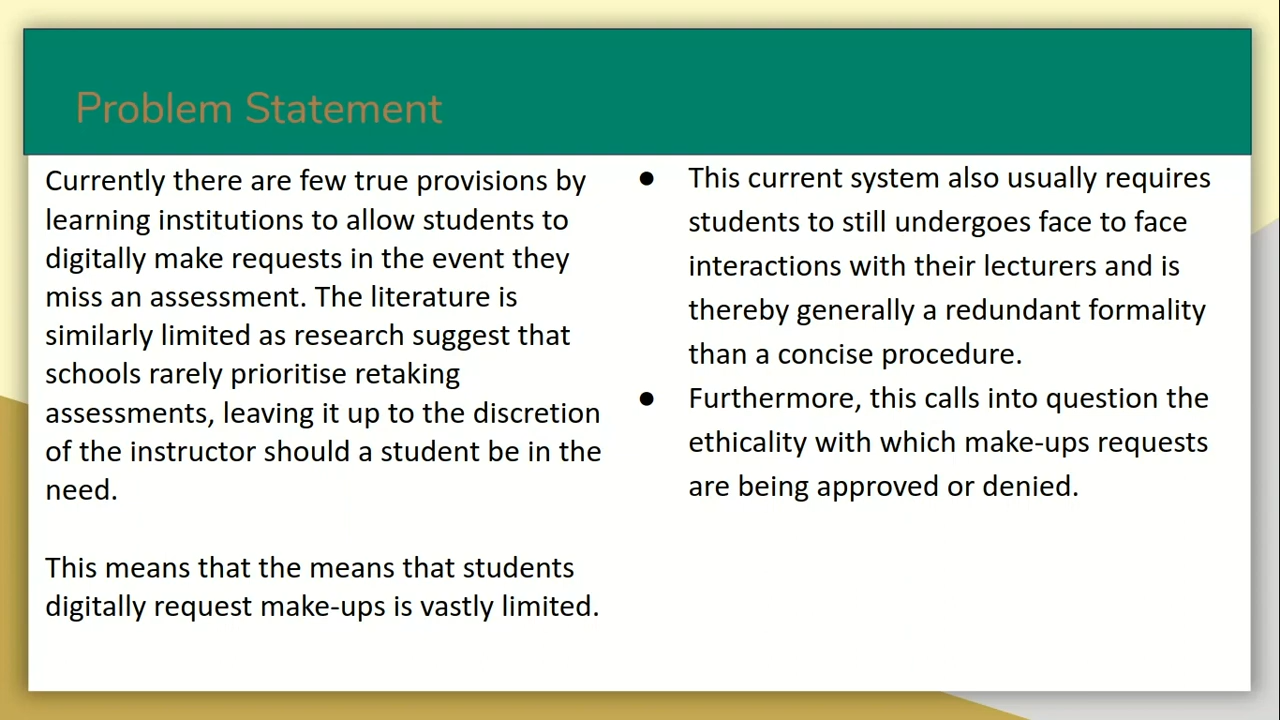 Problem Statement
Currently there are few true provisions by
learning institutions to allow students to
digitally make requests in the event they
miss an assessment. The literature is
similarly limited as research suggest that
schools rarely prioritise retaking
assessments, leaving it up to the discretion
of the instructor should a student be in the
need.
This means that the means that students
digitally request make-ups is vastly limited.
● This current system also usually requires
students to still undergoes face to face
interactions with their lecturers and is
thereby generally a redundant formality
than a concise procedure.
● Furthermore, this calls into question the
ethicality with which make-ups requests
are being approved or denied.